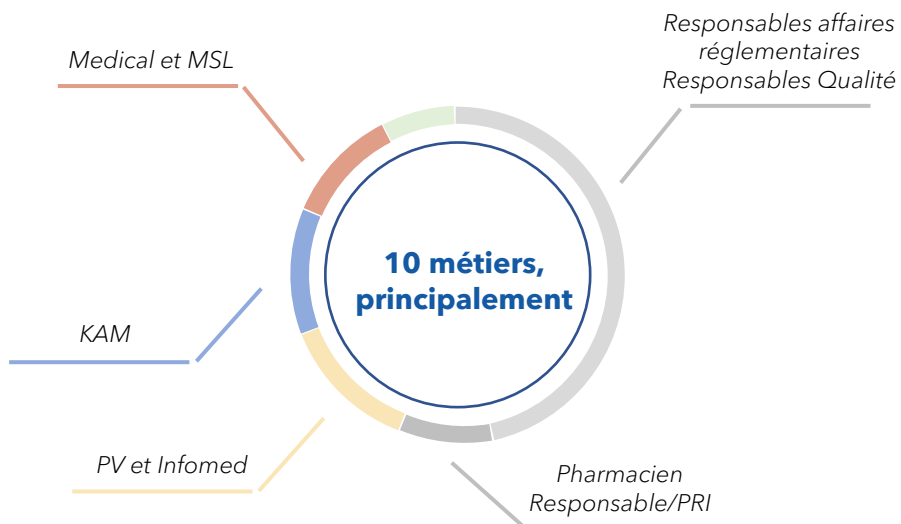 Responsables affaires
réglementaires
Responsables Qualité
Medical et MSL
10 métiers,
principalement
KAM
PV et Infomed
Pharmacien
Responsable/PRI